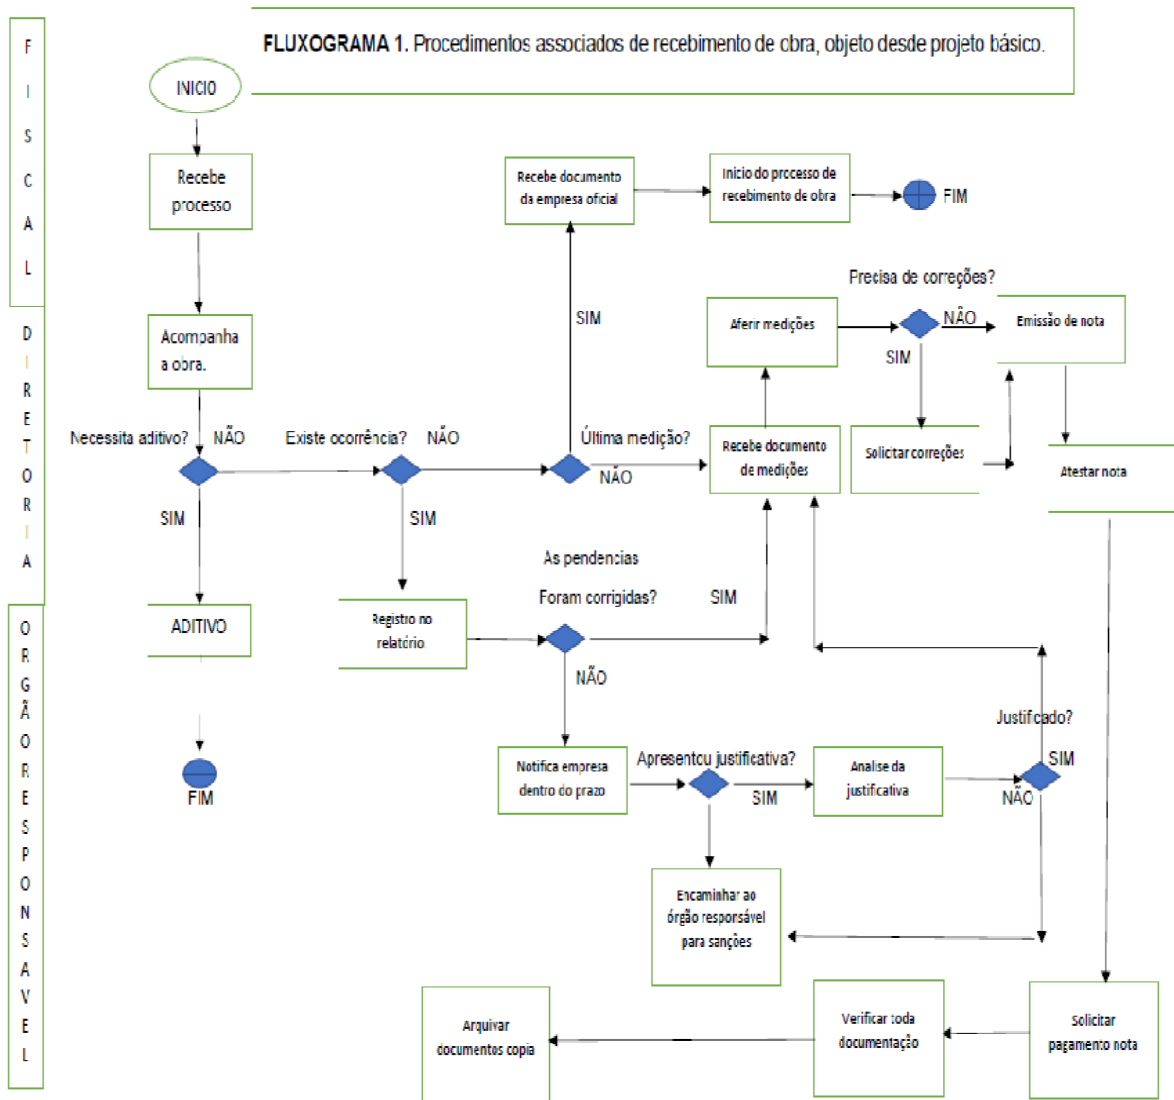 FLUXOGRAMA 1. Procedimentos associados de recebimento de obra, objeto desde projeto básico.
FISCAL
DIRETORIA
ORGÃO RESPONSAVEL
INICIO
Recebe
processo
Acompanha
a obra.
Necessita aditivo?
NÃO
SIM
ADITIVO
FIM
Existe ocorrência?
NÃO
SIM
Registro no
relatório
Última medição?
SIM
NÃO
Recebe documento
da empresa oficial
Inicio do processo de
recebimento de obra
FIM
Recebe documento
de medições
Aferir medições
Precisa de correções?
NÃO
SIM
Solicitar correções
Emissão de nota
Atestar nota
As pendencias
Foram corrigidas?
SIM
NÃO
Notifica empresa
dentro do prazo
Apresentou justificativa?
SIM
Analise da
justificativa
Justificado?
SIM
NÃO
Encaminhar ao
órgão responsável
para sanções
Solicitar
pagamento nota
Verificar toda
documentação
Arquivar
documentos copia